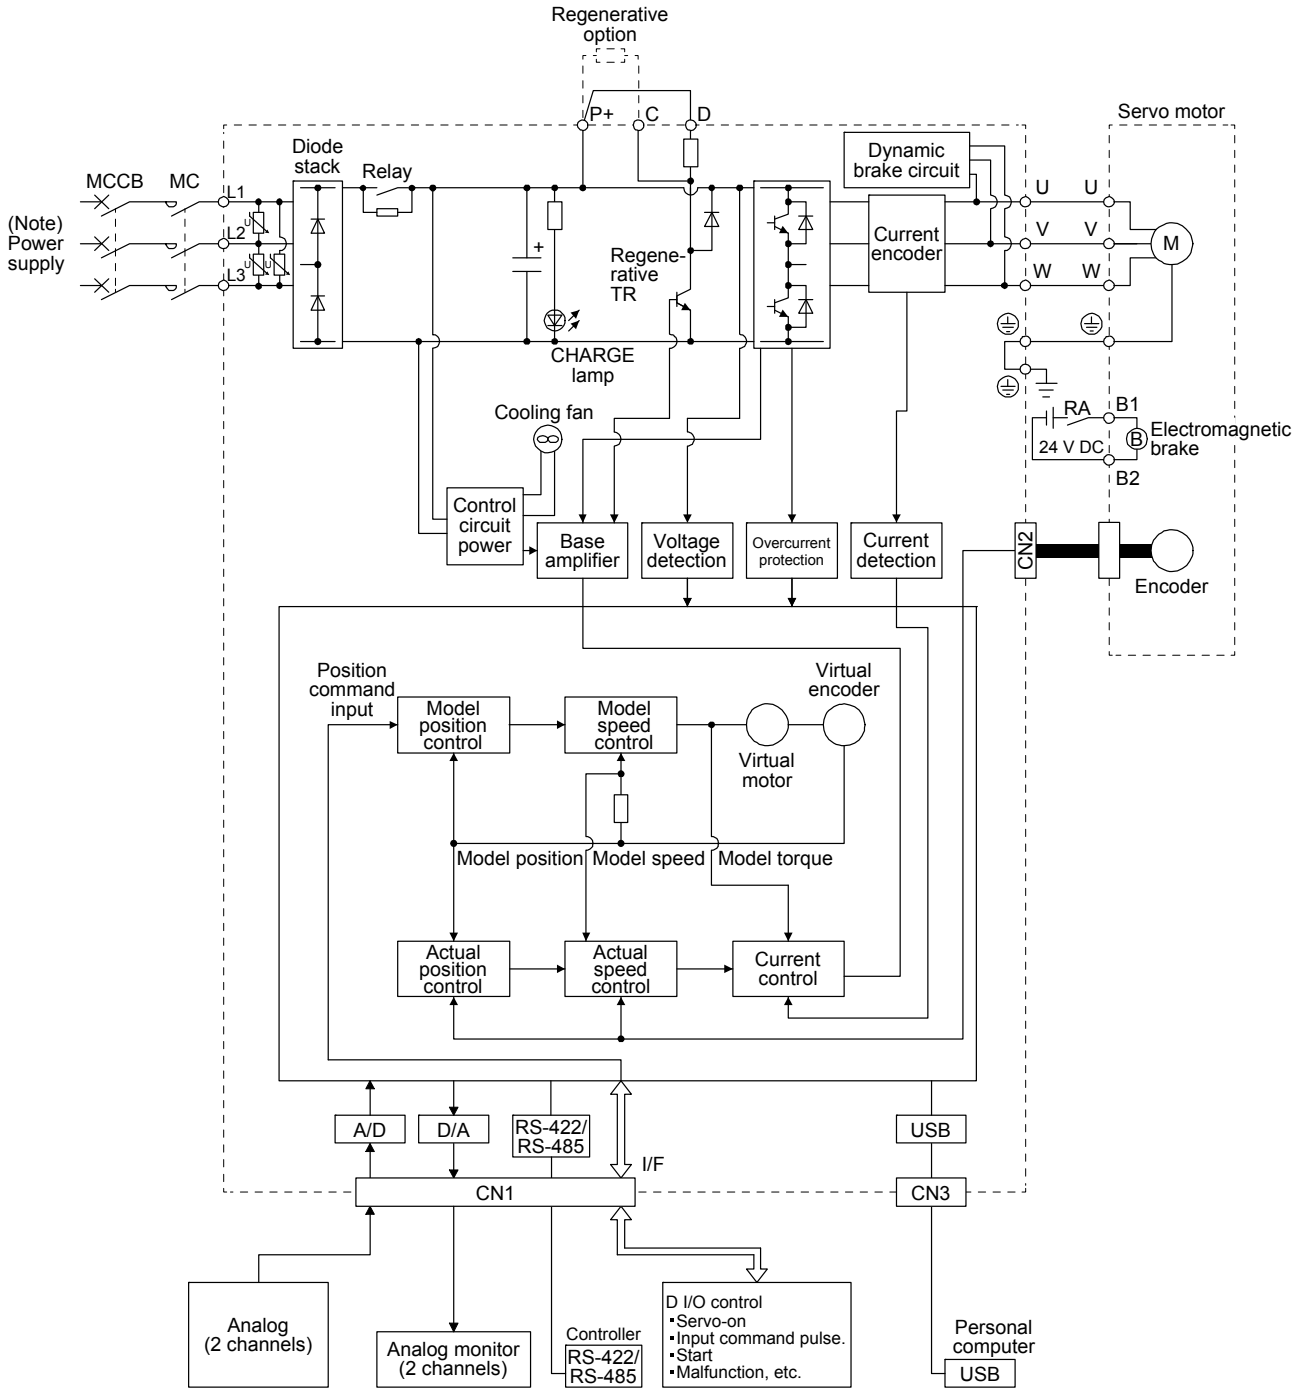 Regenerative
option
P+
C
D
Servo motor
Diode
stack
Relay
Dynamic
brake circuit
MCCB
MC
L1
U
U
(Note)
Power
supply
L2
V
V
M
Current
encoder
L3
W
W
U
U
U
+
Regene-
rative
TR
CHARGE
lamp
Cooling fan
RA
B1
24 V DC
B
Electromagnetic
brake
B2
Control
circuit
power
Base
amplifier
Voltage
detection
Overcurrent
protection
Current
detection
CN2
Encoder
Position
command
input
Virtual
encoder
Model
position
control
Model
speed
control
Virtual
motor
Model position
Model speed
Model torque
Actual
position
control
Actual
speed
control
Current
control
A/D
D/A
RS-422/
RS-485
USB
I/F
CN1
CN3
Analog
(2 channels)
Analog monitor
(2 channels)
Controller
RS-422/
RS-485
D I/O control
▪Servo-on
▪Input command pulse.
▪Start
▪Malfunction, etc.
Personal
computer
USB